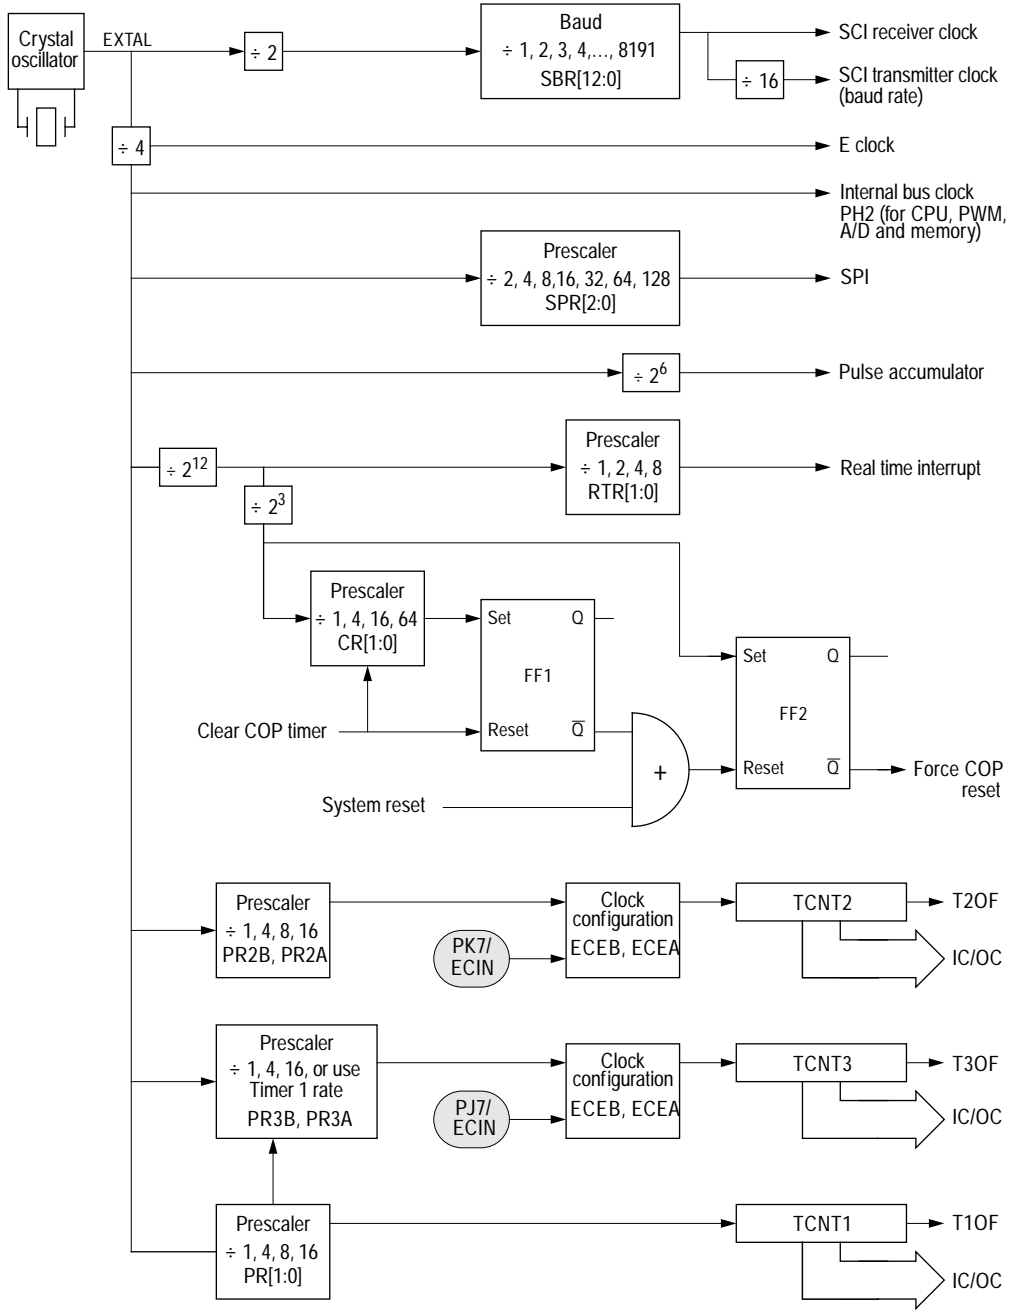 Crystal
oscillator
EXTAL
÷ 2
Baud
÷ 1, 2, 3, 4,..., 8191
SBR[12:0]
SCI receiver clock
÷ 16
SCI transmitter clock
(baud rate)
÷ 4
E clock
Internal bus clock
PH2 (for CPU, PWM,
A/D and memory)
Prescaler
÷ 2, 4, 8,16, 32, 64, 128
SPR[2:0]
SPI
÷ 2⁶
Pulse accumulator
÷ 2¹²
Prescaler
÷ 1, 2, 4, 8
RTR[1:0]
Real time interrupt
÷ 2³
Prescaler
÷ 1, 4, 16, 64
CR[1:0]
Set Q
FF1
Reset Q̅
Clear COP timer
Set Q
FF2
Reset Q̅
+
Force COP
reset
System reset
Prescaler
÷ 1, 4, 8, 16
PR2B, PR2A
PK7/
ECIN
Clock
configuration
ECEB, ECEA
TCNT2
T2OF
IC/OC
Prescaler
÷ 1, 4, 16, or use
Timer 1 rate
PR3B, PR3A
PJ7/
ECIN
Clock
configuration
ECEB, ECEA
TCNT3
T3OF
IC/OC
Prescaler
÷ 1, 4, 8, 16
PR[1:0]
TCNT1
T1OF
IC/OC